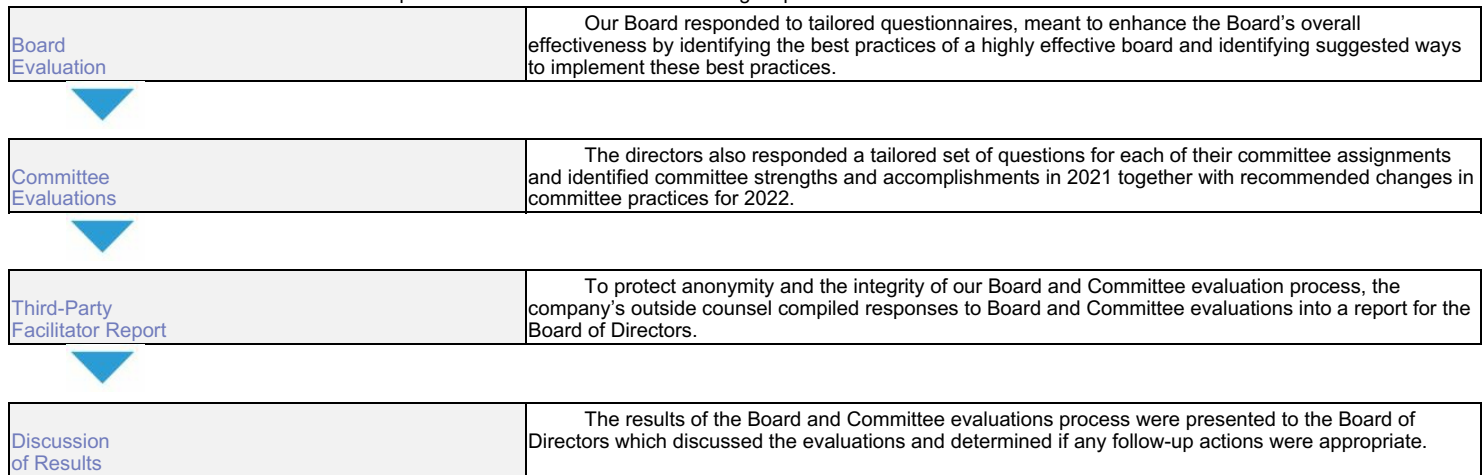 Board
Evaluation
Our Board responded to tailored questionnaires, meant to enhance the Board’s overall
effectiveness by identifying the best practices of a highly effective board and identifying suggested ways
to implement these best practices.
Committee
Evaluations
The directors also responded a tailored set of questions for each of their committee assignments
and identified committee strengths and accomplishments in 2021 together with recommended changes in
committee practices for 2022.
Third-Party
Facilitator Report
To protect anonymity and the integrity of our Board and Committee evaluation process, the
company’s outside counsel compiled responses to Board and Committee evaluations into a report for the
Board of Directors.
Discussion
of Results
The results of the Board and Committee evaluations process were presented to the Board of
Directors which discussed the evaluations and determined if any follow-up actions were appropriate.